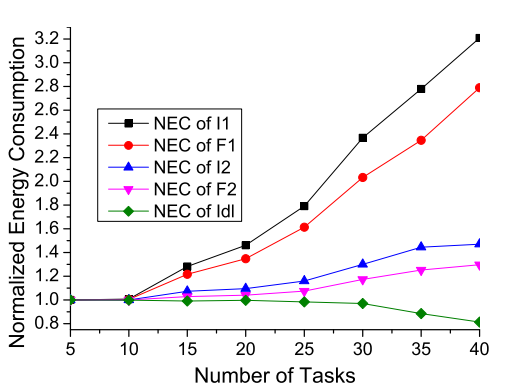 Normalized Energy Consumption
3.2
3.0
2.8
2.6
2.4
2.2
2.0
1.8
1.6
1.4
1.2
1.0
0.8
NEC of I1
NEC of F1
NEC of I2
NEC of F2
NEC of Idl
5 10 15 20 25 30 35 40
Number of Tasks